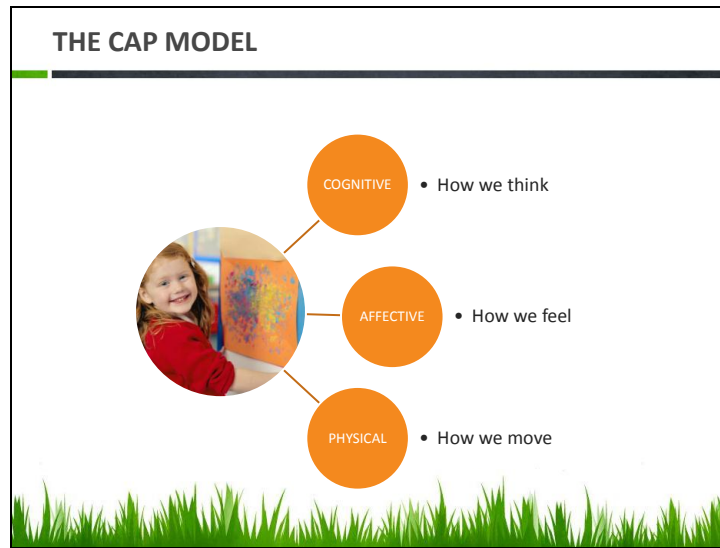 THE CAP MODEL
COGNITIVE
• How we think
AFFECTIVE
• How we feel
PHYSICAL
• How we move